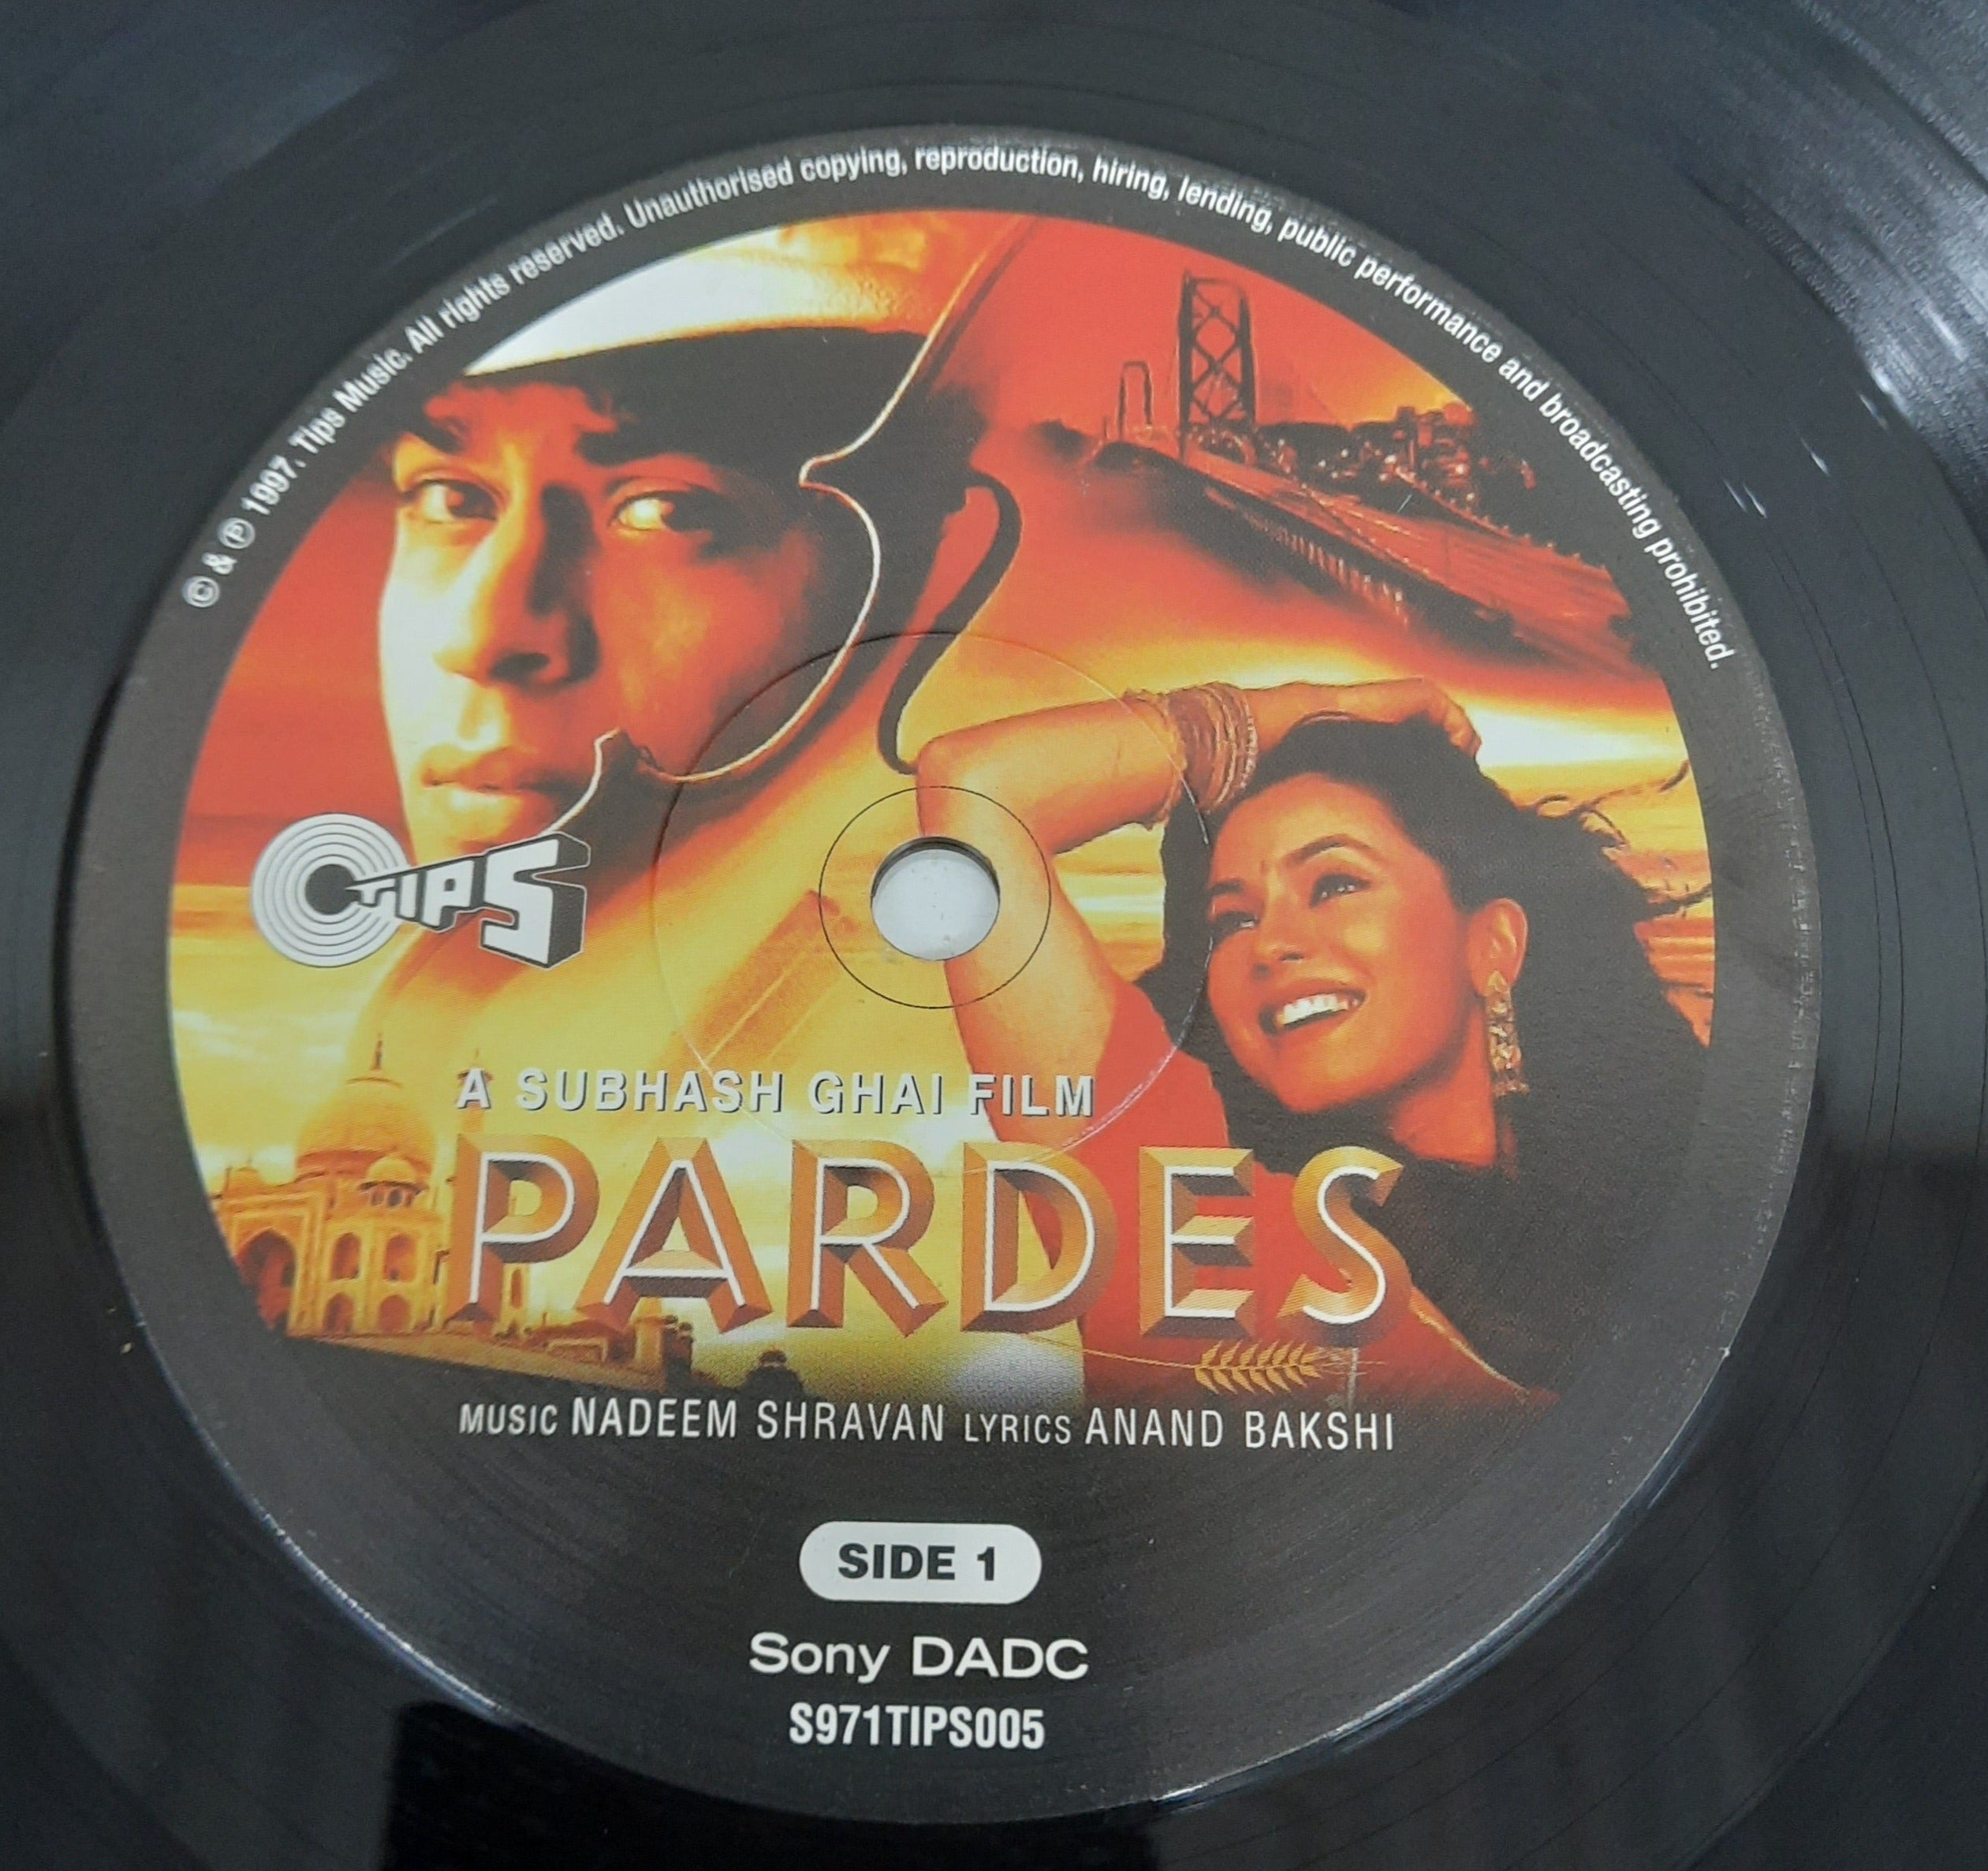 © & ℗ 1997. Tips Music. All rights reserved. Unauthorised copying, reproduction, hiring, lending, public performance and broadcasting prohibited.
TIPS
A SUBHASH GHAI FILM
PARDES
MUSIC NADEEM SHRAVAN LYRICS ANAND BAKSHI
SIDE 1
Sony DADC
S971TIPS005